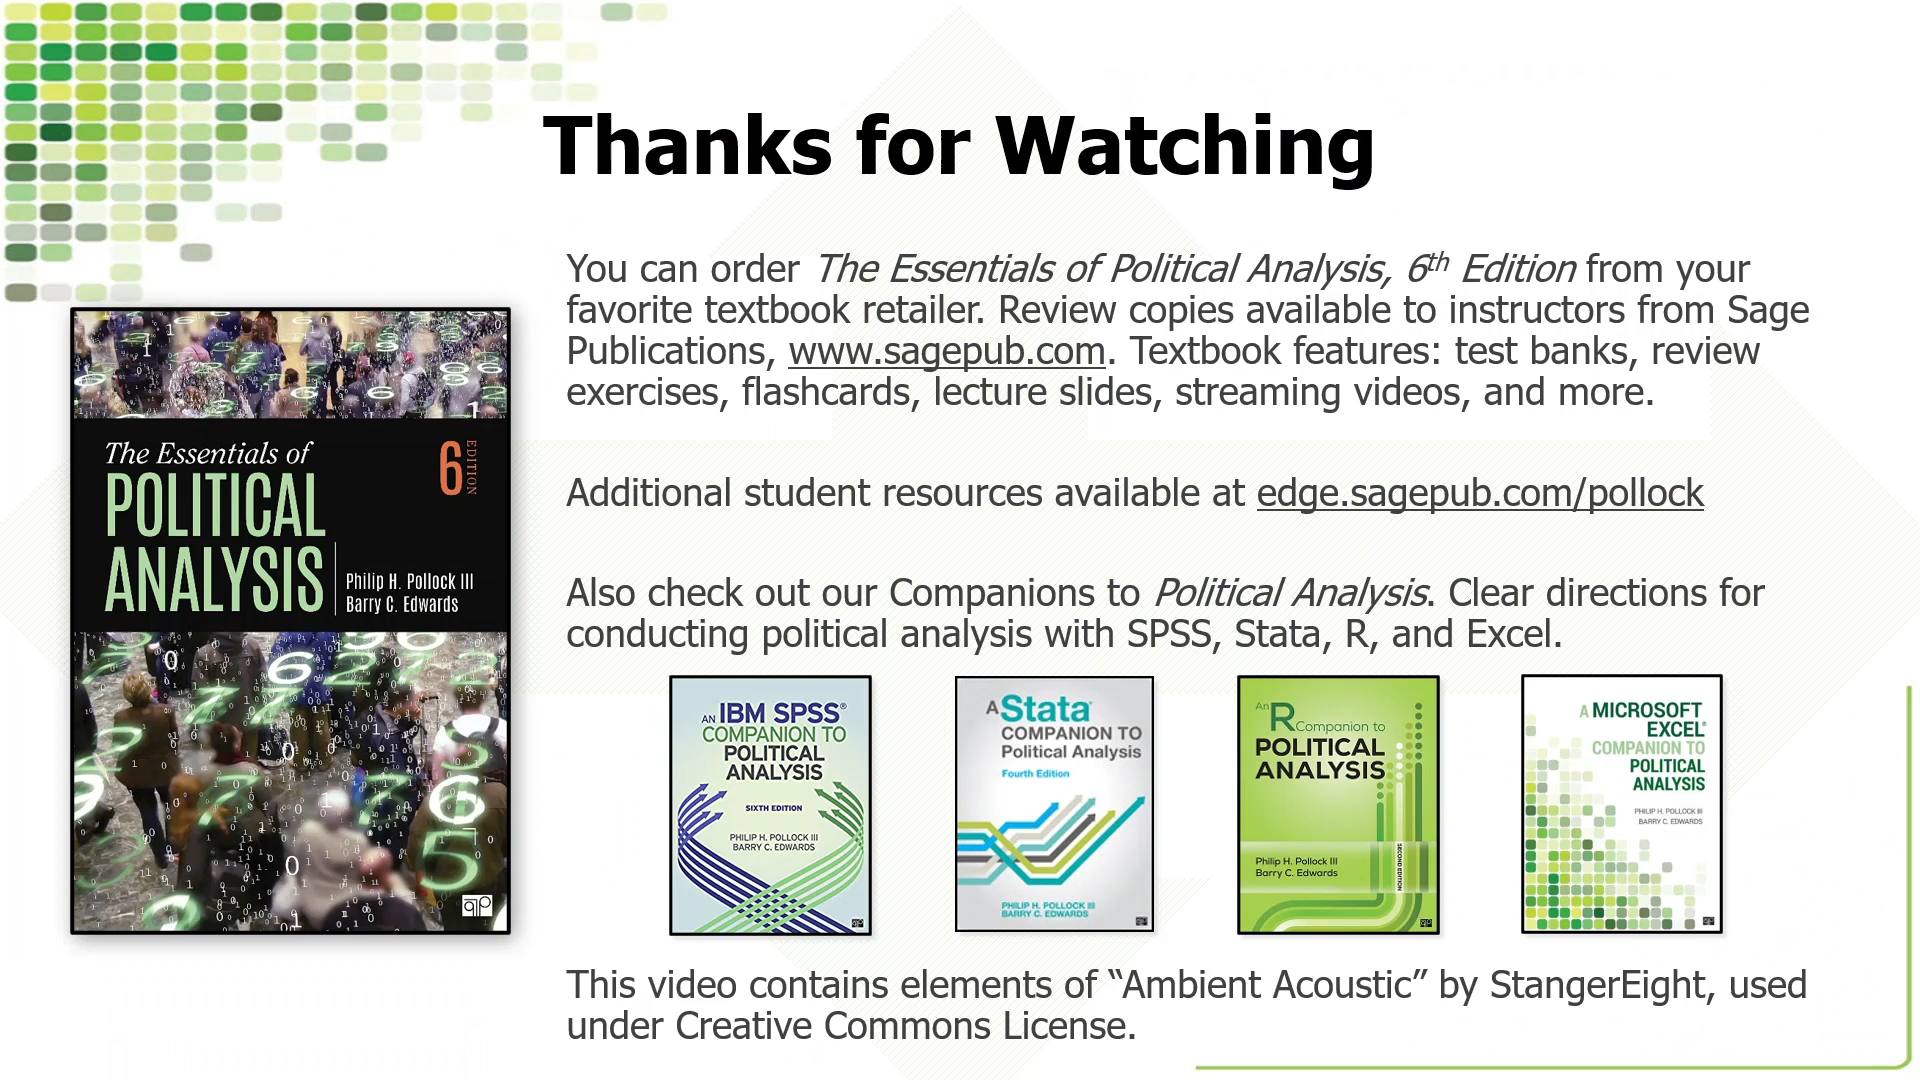 Thanks for Watching
You can order The Essentials of Political Analysis, 6th Edition from your
favorite textbook retailer. Review copies available to instructors from Sage
Publications, www.sagepub.com. Textbook features: test banks, review
exercises, flashcards, lecture slides, streaming videos, and more.
Additional student resources available at edge.sagepub.com/pollock
Also check out our Companions to Political Analysis. Clear directions for
conducting political analysis with SPSS, Stata, R, and Excel.
The Essentials of
POLITICAL
ANALYSIS
6 EDITION
Philip H. Pollock III
Barry C. Edwards
AN IBM SPSS®
COMPANION TO
POLITICAL
ANALYSIS
SIXTH EDITION
PHILIP H. POLLOCK III
BARRY C. EDWARDS
A Stata®
COMPANION TO
Political Analysis
Fourth Edition
PHILIP H. POLLOCK III
BARRY C. EDWARDS
An R
Companion to
POLITICAL
ANALYSIS
Philip H. Pollock III
Barry C. Edwards
SECOND EDITION
A MICROSOFT
EXCEL®
COMPANION TO
POLITICAL
ANALYSIS
PHILIP H. POLLOCK III
BARRY C. EDWARDS
This video contains elements of “Ambient Acoustic” by StangerEight, used
under Creative Commons License.